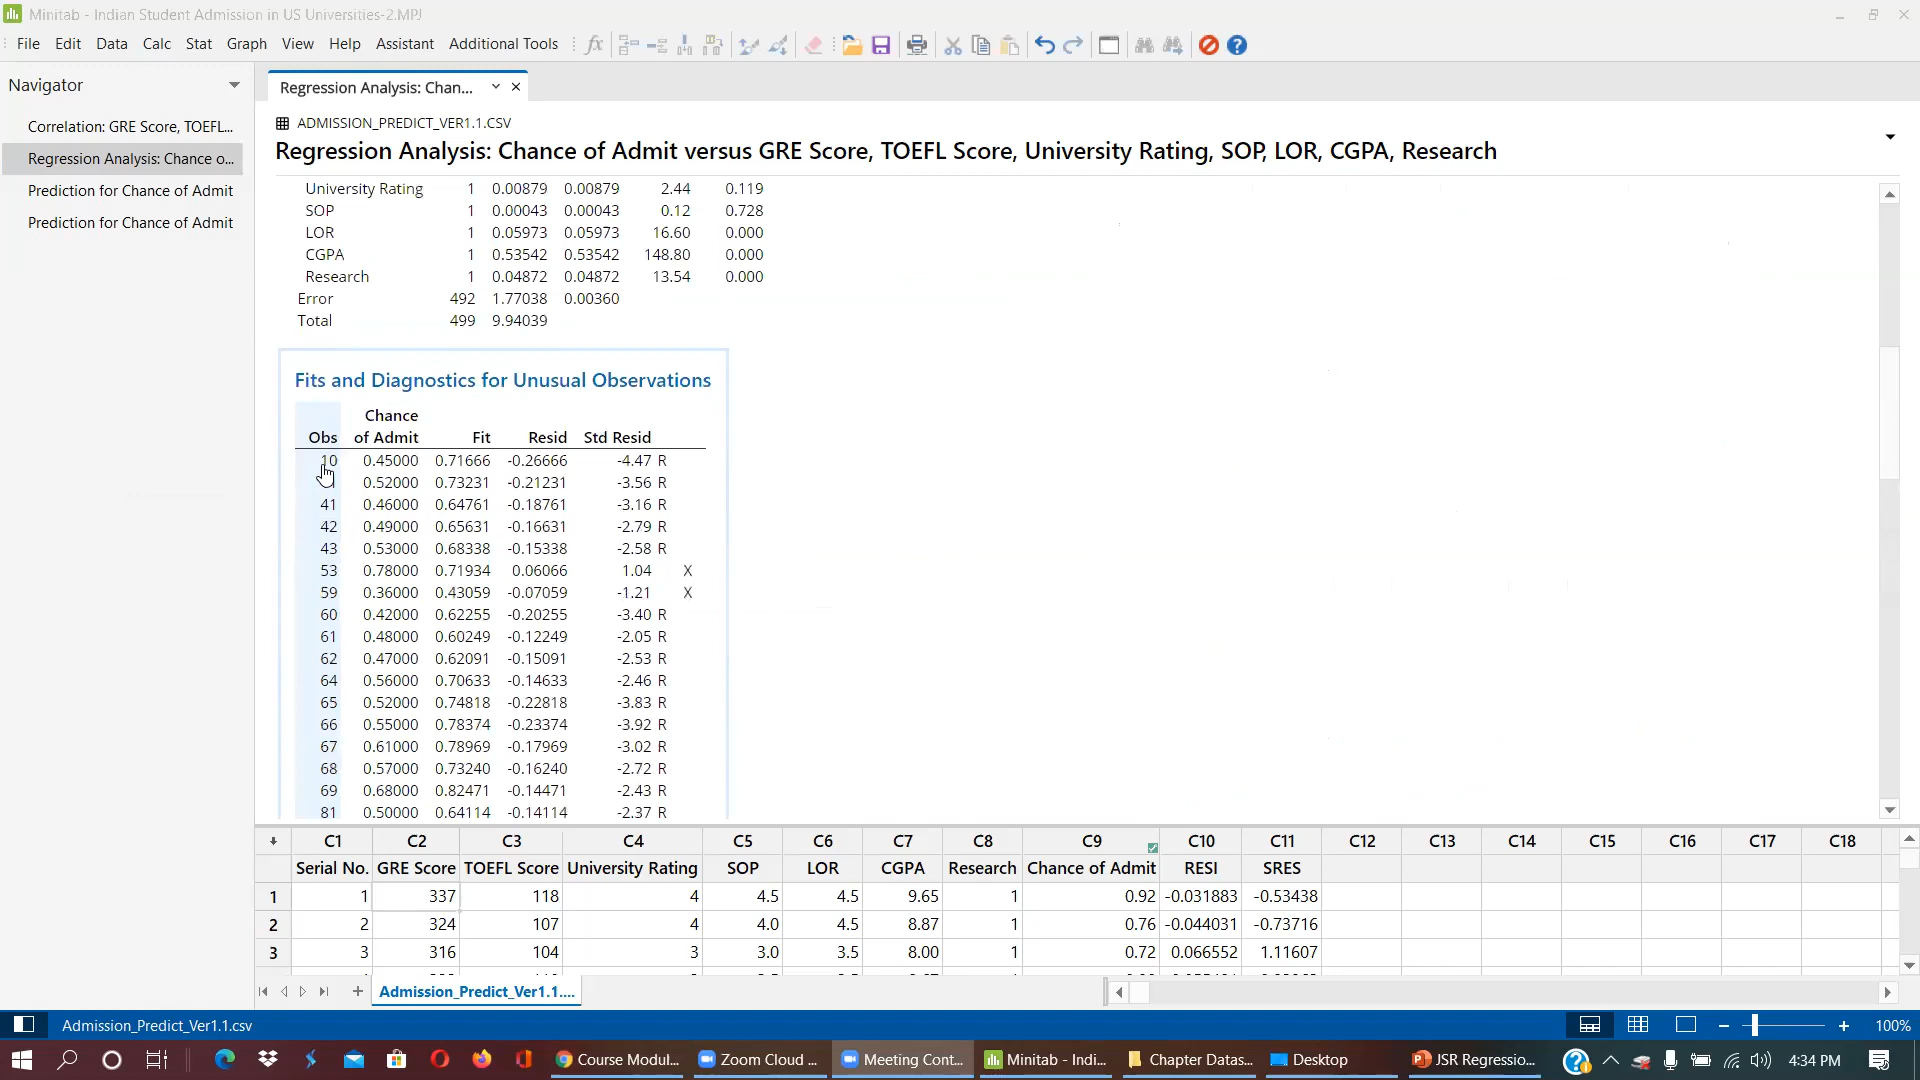 Minitab - Indian Student Admission in US Universities-2.MPJ
File Edit Data Calc Stat Graph View Help Assistant Additional Tools
Navigator
Correlation: GRE Score, TOEFL...
Regression Analysis: Chance o...
Prediction for Chance of Admit
Prediction for Chance of Admit
Regression Analysis: Chan...
ADMISSION_PREDICT_VER1.1.CSV
Regression Analysis: Chance of Admit versus GRE Score, TOEFL Score, University Rating, SOP, LOR, CGPA, Research
University Rating 1 0.00879 0.00879 2.44 0.119
SOP 1 0.00043 0.00043 0.12 0.728
LOR 1 0.05973 0.05973 16.60 0.000
CGPA 1 0.53542 0.53542 148.80 0.000
Research 1 0.04872 0.04872 13.54 0.000
Error 492 1.77038 0.00360
Total 499 9.94039
Fits and Diagnostics for Unusual Observations
Chance
Obs of Admit Fit Resid Std Resid
10 0.45000 0.71666 -0.26666 -4.47 R
0.52000 0.73231 -0.21231 -3.56 R
41 0.46000 0.64761 -0.18761 -3.16 R
42 0.49000 0.65631 -0.16631 -2.79 R
43 0.53000 0.68338 -0.15338 -2.58 R
53 0.78000 0.71934 0.06066 1.04 X
59 0.36000 0.43059 -0.07059 -1.21 X
60 0.42000 0.62255 -0.20255 -3.40 R
61 0.48000 0.60249 -0.12249 -2.05 R
62 0.47000 0.62091 -0.15091 -2.53 R
64 0.56000 0.70633 -0.14633 -2.46 R
65 0.52000 0.74818 -0.22818 -3.83 R
66 0.55000 0.78374 -0.23374 -3.92 R
67 0.61000 0.78969 -0.17969 -3.02 R
68 0.57000 0.73240 -0.16240 -2.72 R
69 0.68000 0.82471 -0.14471 -2.43 R
81 0.50000 0.64114 -0.14114 -2.37 R
C1 C2 C3 C4 C5 C6 C7 C8 C9 C10 C11 C12 C13 C14 C15 C16 C17 C18
Serial No. GRE Score TOEFL Score University Rating SOP LOR CGPA Research Chance of Admit RESI SRES
1 1 337 118 4 4.5 4.5 9.65 1 0.92 -0.031883 -0.53438
2 2 324 107 4 4.0 4.5 8.87 1 0.76 -0.044031 -0.73716
3 3 316 104 3 3.0 3.5 8.00 1 0.72 0.066552 1.11607
Admission_Predict_Ver1.1....
Admission_Predict_Ver1.1.csv
100%
Course Modul... Zoom Cloud ... Meeting Cont... Minitab - Indi... Chapter Datas... Desktop JSR Regressio... 4:34 PM